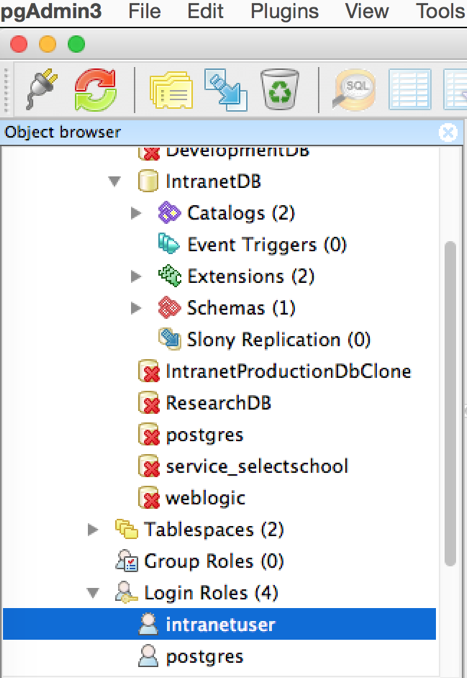 pgAdmin3 File Edit Plugins View Tools
SQL
Object browser
DevelopmentDB
IntranetDB
Catalogs (2)
Event Triggers (0)
Extensions (2)
Schemas (1)
Slony Replication (0)
IntranetProductionDbClone
ResearchDB
postgres
service_selectschool
weblogic
Tablespaces (2)
Group Roles (0)
Login Roles (4)
intranetuser
postgres